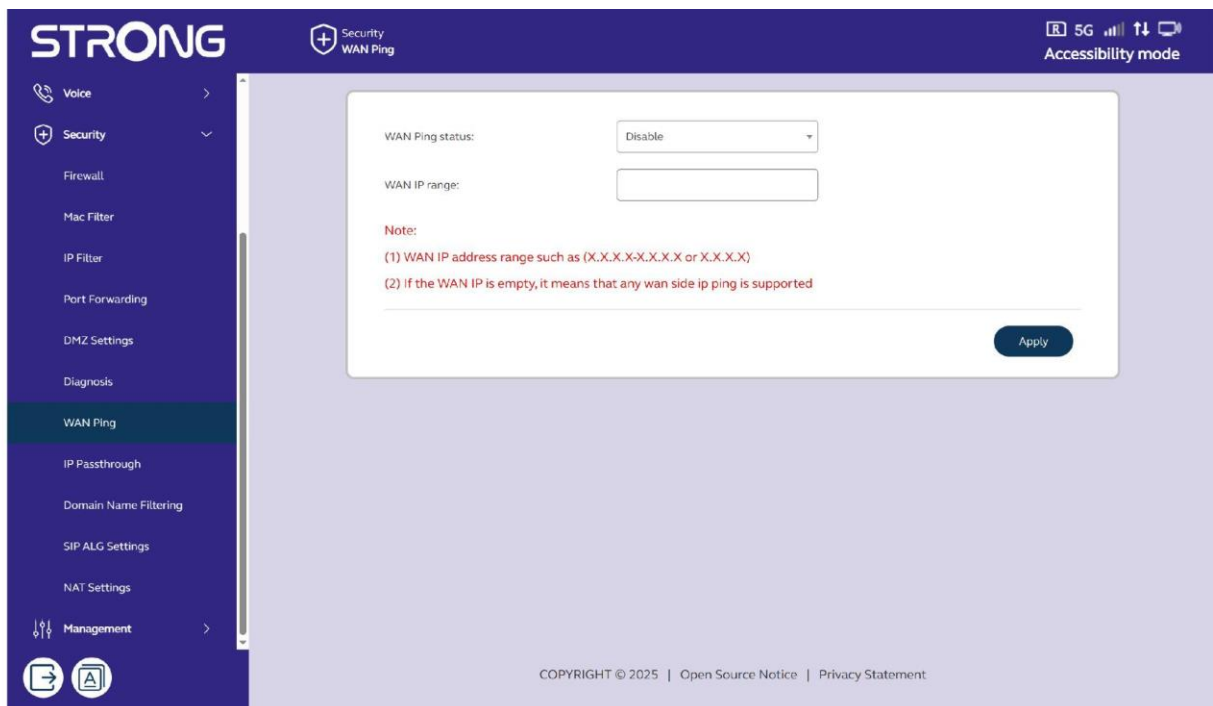 STRONG
Security
WAN Ping
R 5G
Accessibility mode
Voice
Security
Firewall
Mac Filter
IP Filter
Port Forwarding
DMZ Settings
Diagnosis
WAN Ping
IP Passthrough
Domain Name Filtering
SIP ALG Settings
NAT Settings
Management
A
WAN Ping status:
Disable
WAN IP range:
Note:
(1) WAN IP address range such as (X.X.X.X-X.X.X.X or X.X.X.X)
(2) If the WAN IP is empty, it means that any wan side ip ping is supported
Apply
COPYRIGHT © 2025 | Open Source Notice | Privacy Statement